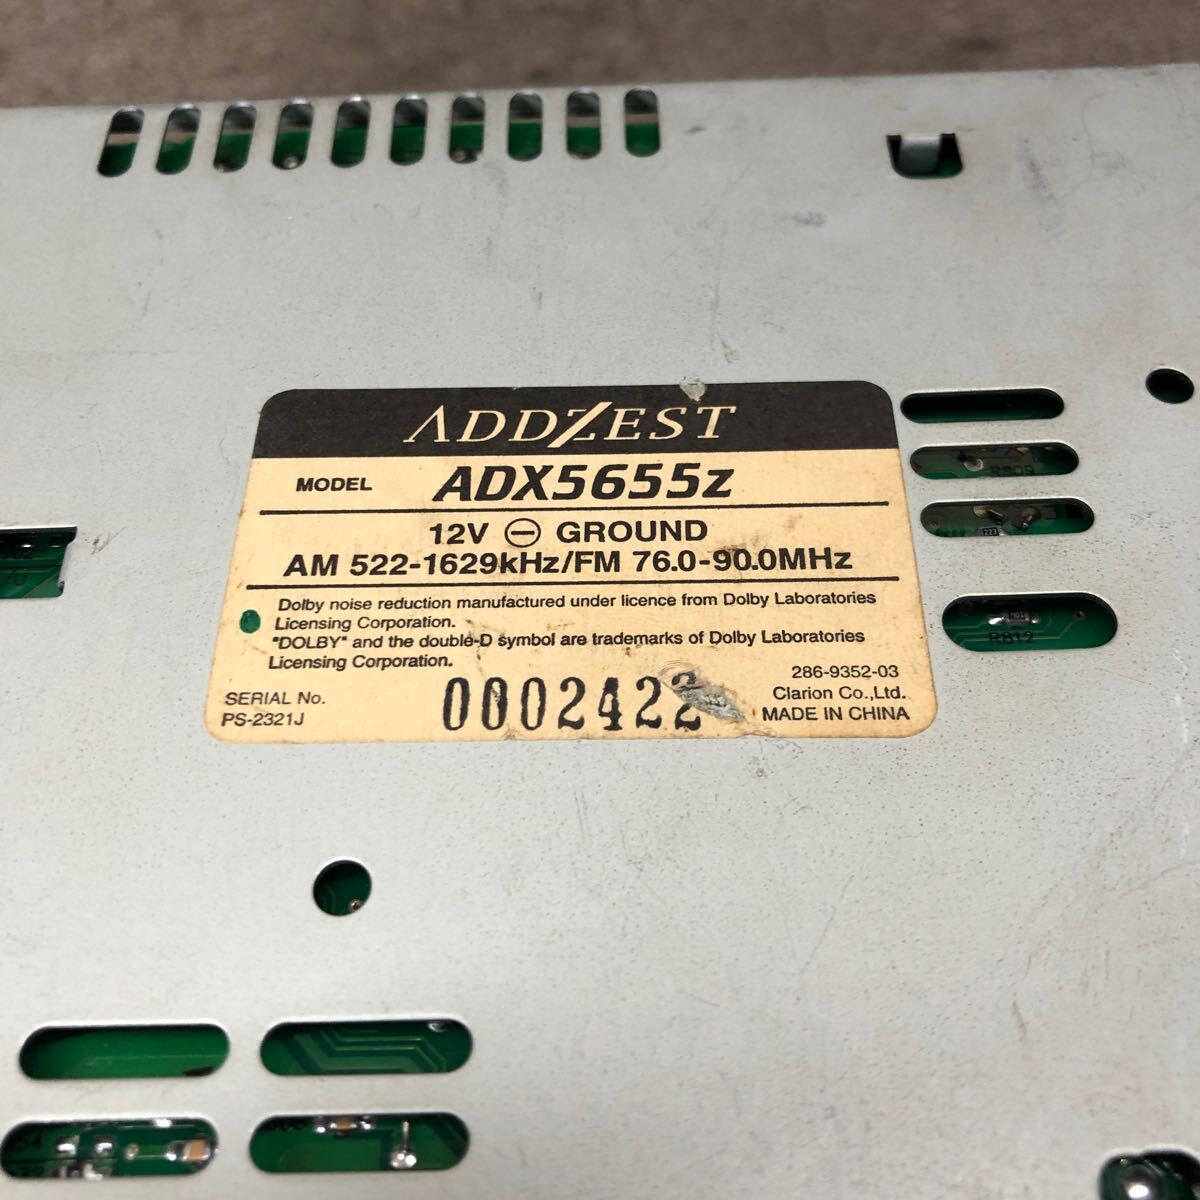 ADDZEST
MODEL ADX5655z
12V ⊖ GROUND
AM 522-1629kHz/FM 76.0-90.0MHz
Dolby noise reduction manufactured under licence from Dolby Laboratories
Licensing Corporation.
"DOLBY" and the double-D symbol are trademarks of Dolby Laboratories
Licensing Corporation.
286-9352-03
SERIAL No. 0002422 Clarion Co.,Ltd.
PS-2321J MADE IN CHINA
R809
223
R812